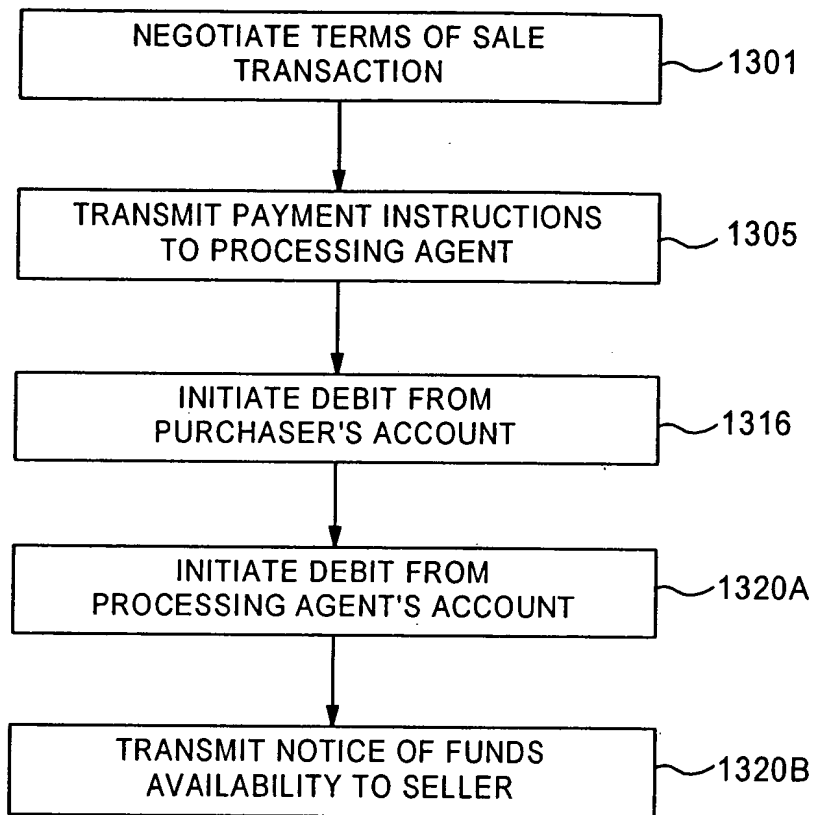 NEGOTIATE TERMS OF SALE
TRANSACTION
1301
TRANSMIT PAYMENT INSTRUCTIONS
TO PROCESSING AGENT
1305
INITIATE DEBIT FROM
PURCHASER'S ACCOUNT
1316
INITIATE DEBIT FROM
PROCESSING AGENT'S ACCOUNT
1320A
TRANSMIT NOTICE OF FUNDS
AVAILABILITY TO SELLER
1320B